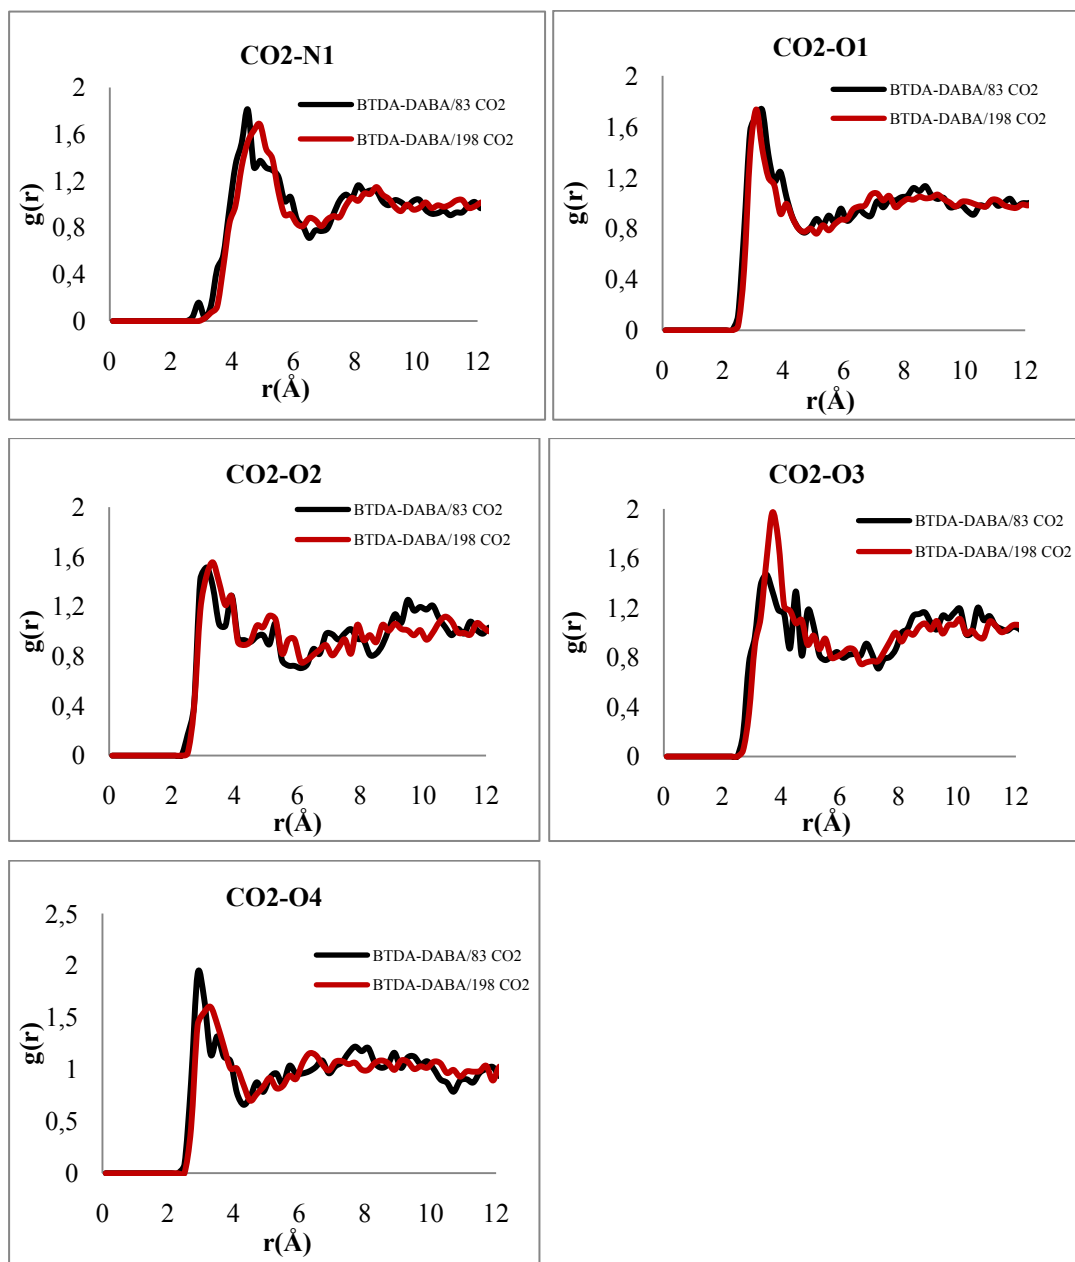 CO2-N1
BTDA-DABA/83 CO2
BTDA-DABA/198 CO2
g(r)
2
1,6
1,2
0,8
0,4
0
0 2 4 6 8 10 12
r(Å)
CO2-O1
BTDA-DABA/83 CO2
BTDA-DABA/198 CO2
g(r)
2
1,6
1,2
0,8
0,4
0
0 2 4 6 8 10 12
r(Å)
CO2-O2
BTDA-DABA/83 CO2
BTDA-DABA/198 CO2
g(r)
2
1,6
1,2
0,8
0,4
0
0 2 4 6 8 10 12
r(Å)
CO2-O3
BTDA-DABA/83 CO2
BTDA-DABA/198 CO2
g(r)
2
1,6
1,2
0,8
0,4
0
0 2 4 6 8 10 12
r(Å)
CO2-O4
BTDA-DABA/83 CO2
BTDA-DABA/198 CO2
g(r)
2,5
2
1,5
1
0,5
0
0 2 4 6 8 10 12
r(Å)